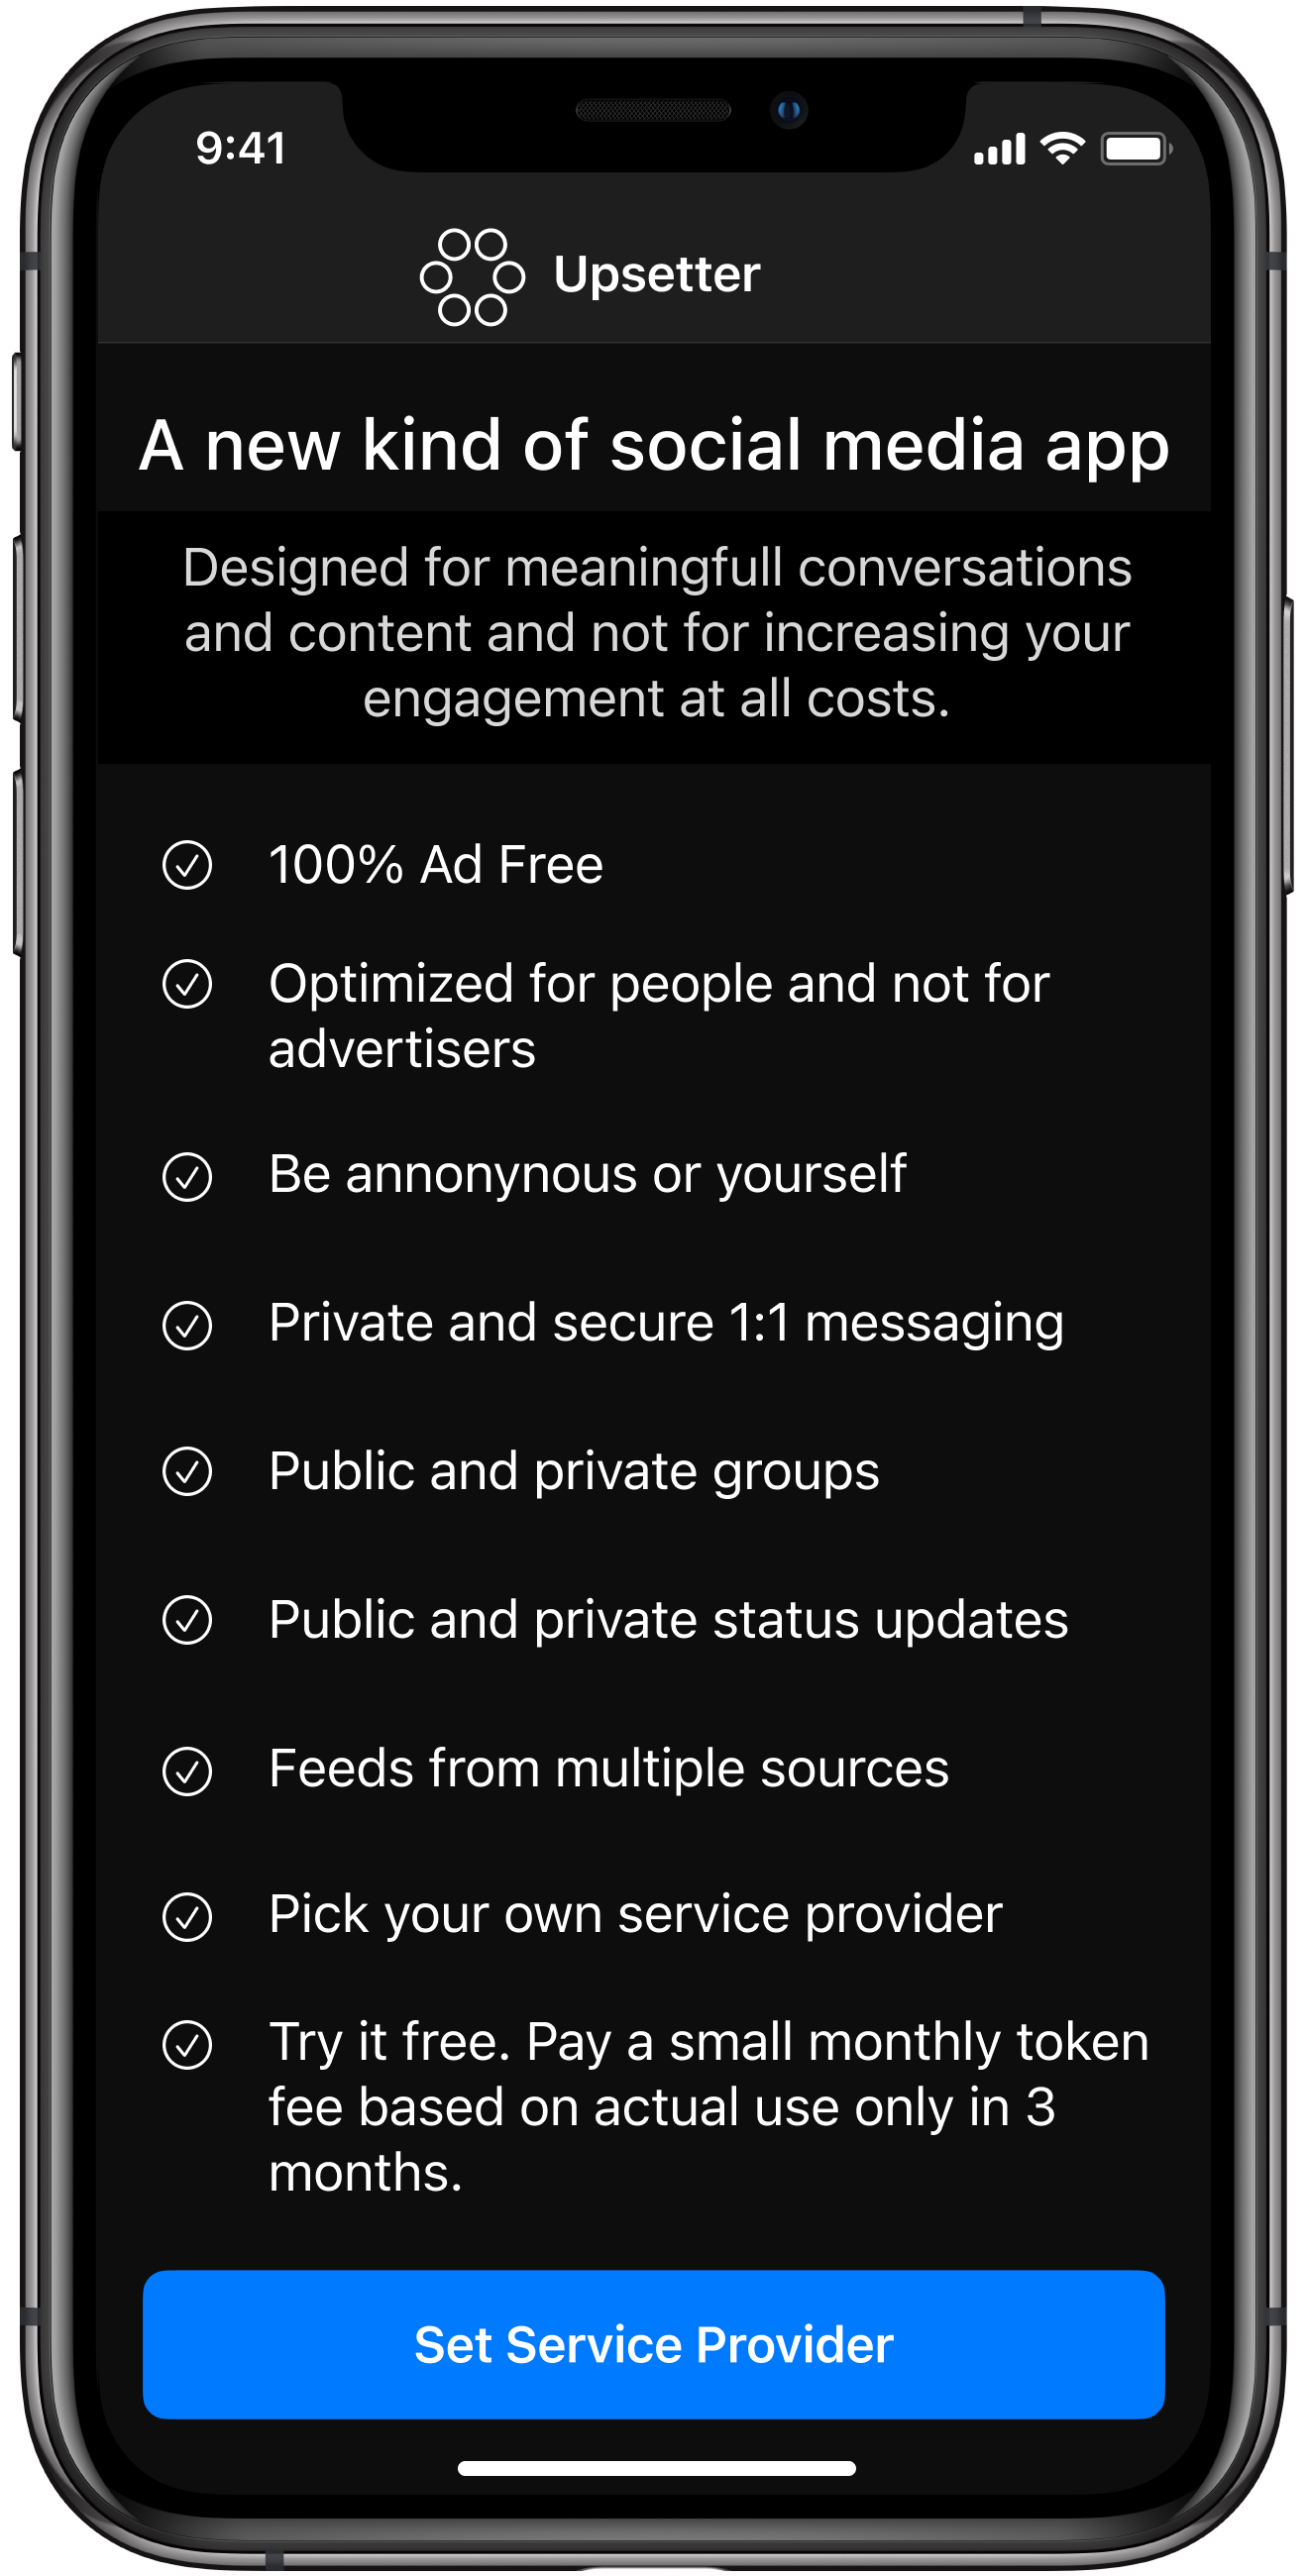 9:41
Upsetter
A new kind of social media app
Designed for meaningfull conversations
and content and not for increasing your
engagement at all costs.
100% Ad Free
Optimized for people and not for
advertisers
Be annonynous or yourself
Private and secure 1:1 messaging
Public and private groups
Public and private status updates
Feeds from multiple sources
Pick your own service provider
Try it free. Pay a small monthly token
fee based on actual use only in 3
months.
Set Service Provider